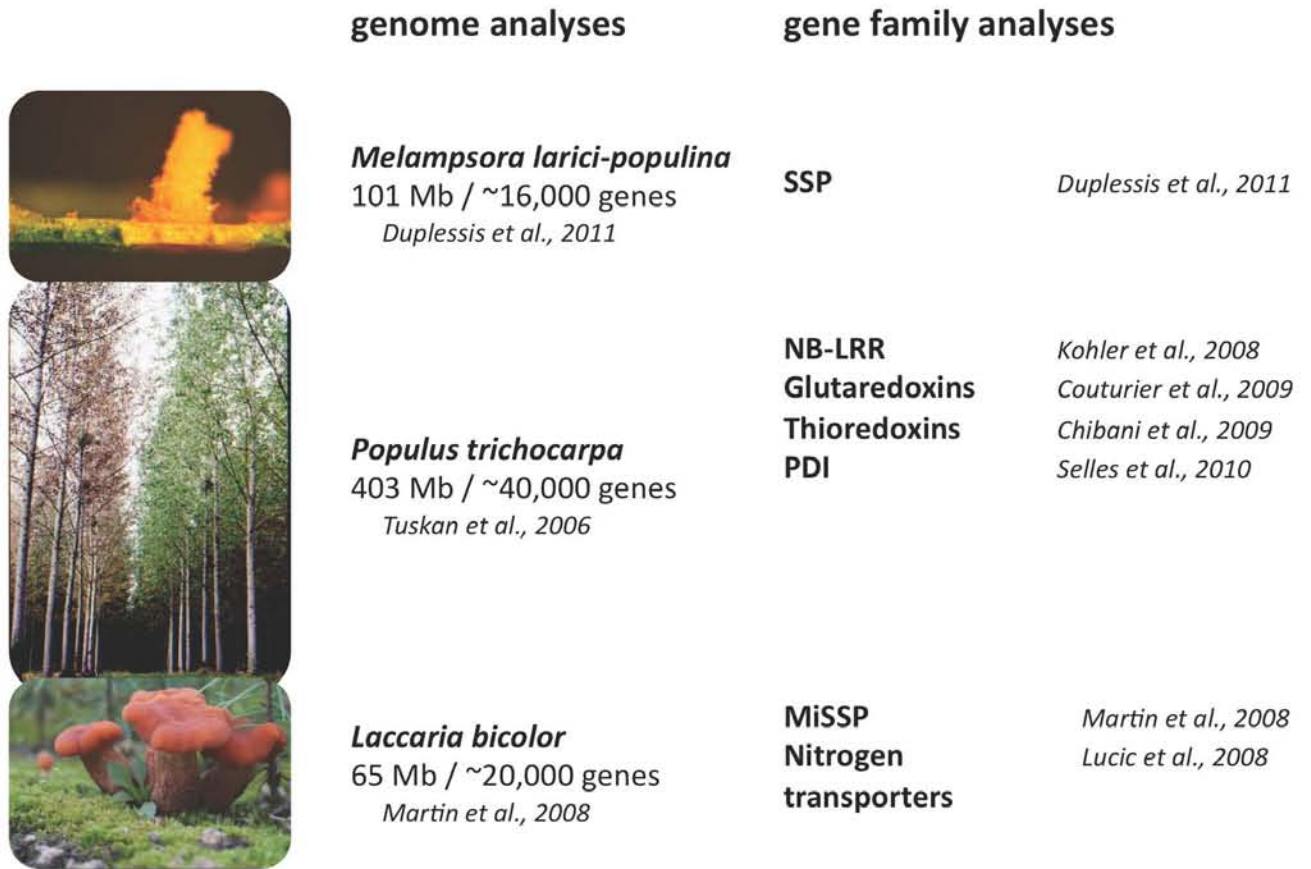 genome analyses
gene family analyses
Melampsora larici-populina
101 Mb / ~16,000 genes
Duplessis et al., 2011
SSP
Duplessis et al., 2011
Populus trichocarpa
403 Mb / ~40,000 genes
Tuskan et al., 2006
NB-LRR
Kohler et al., 2008
Glutaredoxins
Couturier et al., 2009
Thioredoxins
Chibani et al., 2009
PDI
Selles et al., 2010
Laccaria bicolor
65 Mb / ~20,000 genes
Martin et al., 2008
MiSSP
Martin et al., 2008
Nitrogen
Lucic et al., 2008
transporters